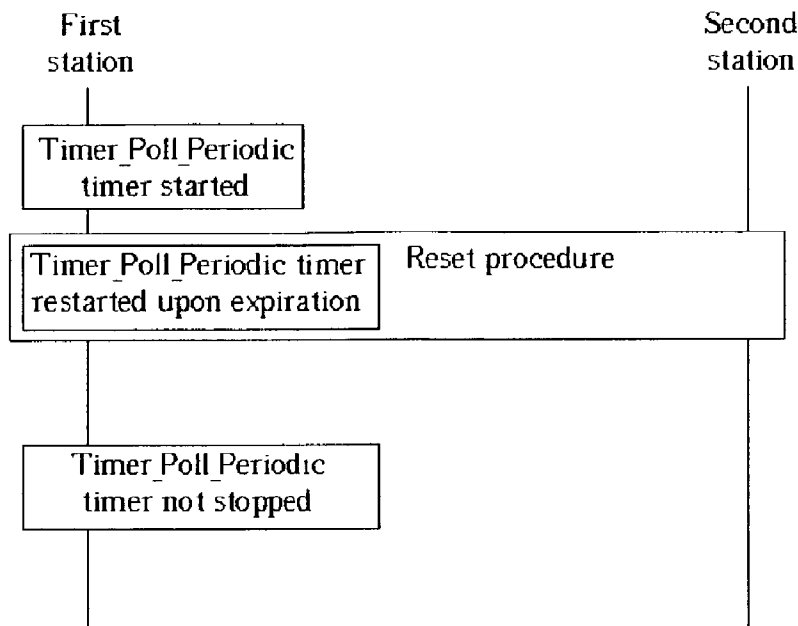 First
station
Second
station
Timer_Poll_Periodic
timer started
Timer_Poll_Periodic timer
restarted upon expiration
Reset procedure
Timer_Poll_Periodic
timer not stopped